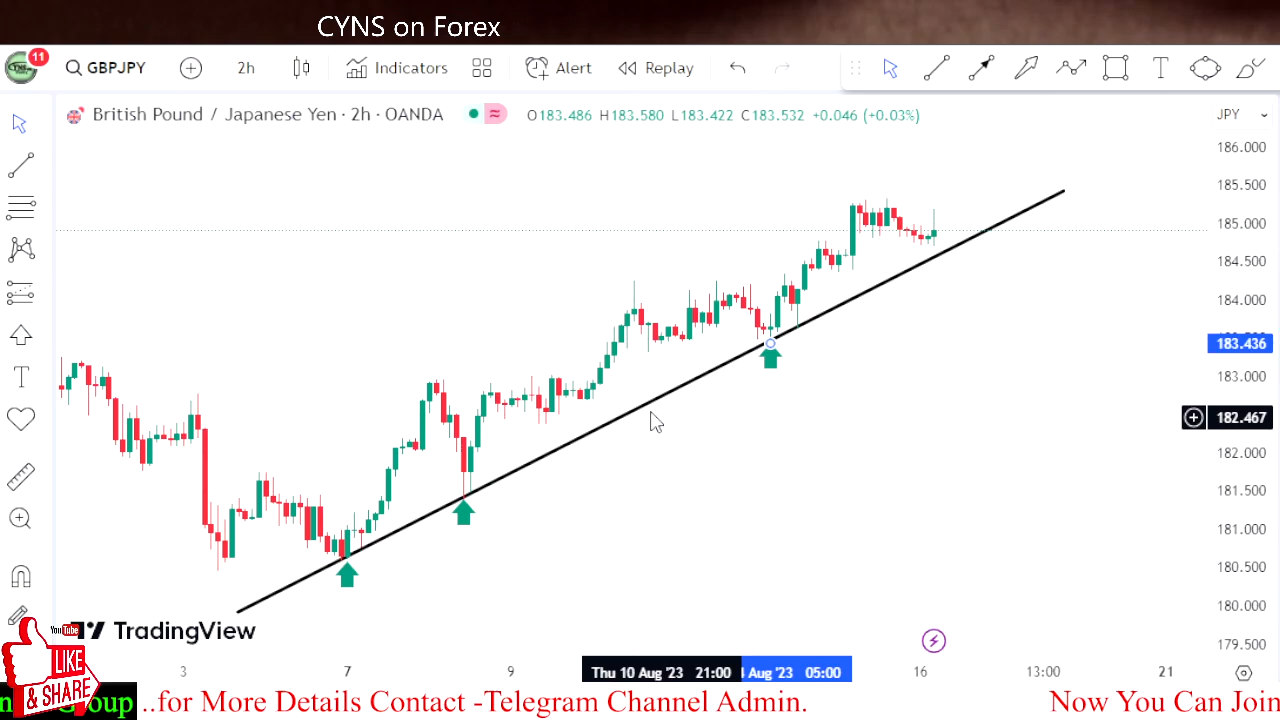 CYNS on Forex
11
GBPJPY
2h
Indicators
Alert
Replay
British Pound / Japanese Yen · 2h · OANDA
O183.486 H183.580 L183.422 C183.532 +0.046 (+0.03%)
JPY
186.000
185.500
185.000
184.500
184.000
183.436
183.000
182.467
182.000
181.500
181.000
180.500
180.000
179.500
TradingView
YouTube
LIKE
& SHARE
3
7
9
Thu 10 Aug '23 21:00
Aug '23 05:00
16
13:00
21
Group
..for More Details Contact -Telegram Channel Admin.
Now You Can Join